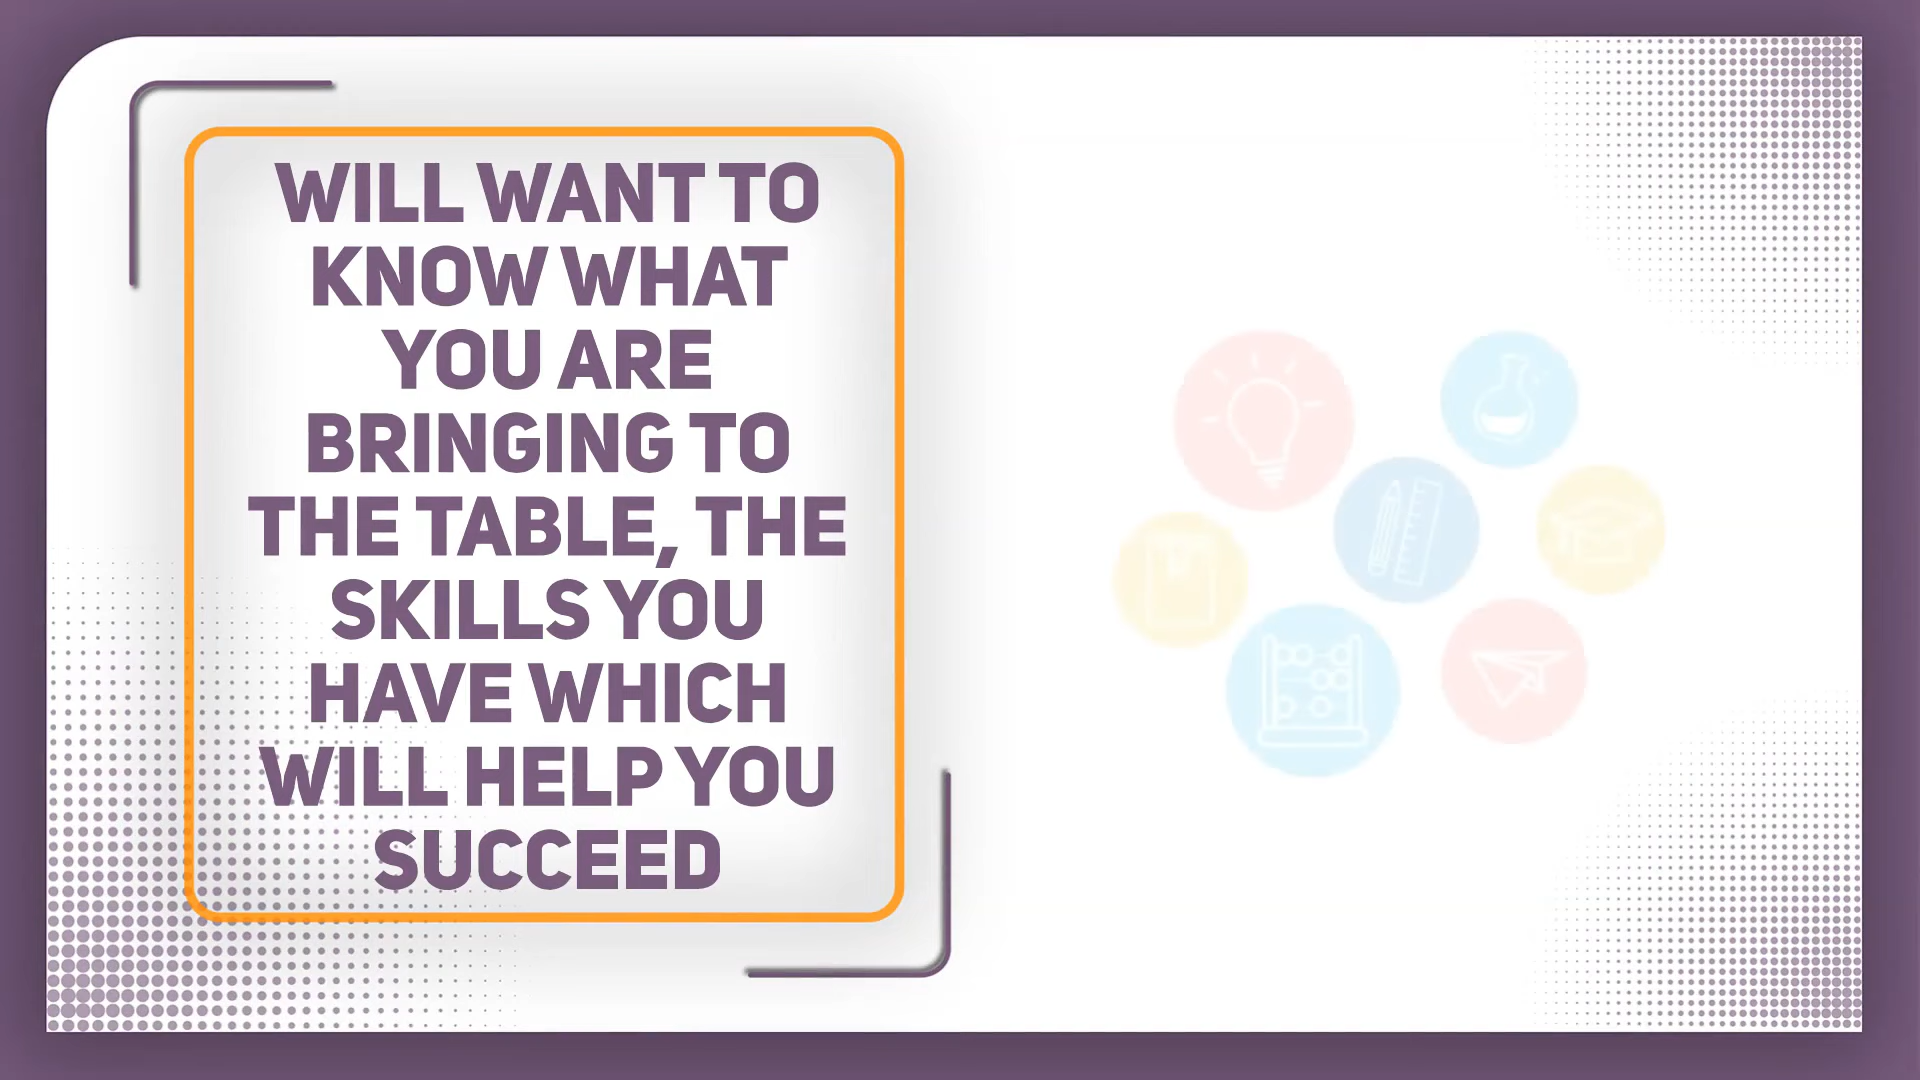 WILL WANT TO
KNOW WHAT
YOU ARE
BRINGING TO
THE TABLE, THE
SKILLS YOU
HAVE WHICH
WILL HELP YOU
SUCCEED